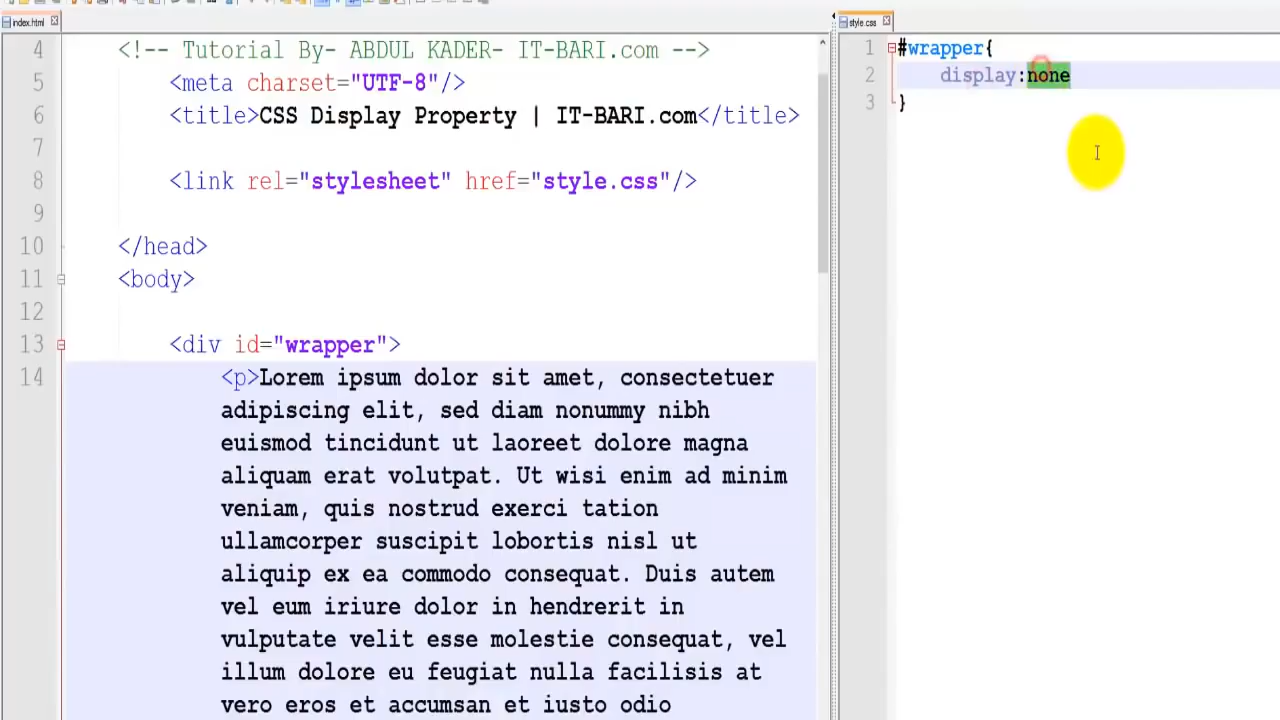 index.html
4 <!-- Tutorial By- ABDUL KADER- IT-BARI.com -->
5 <meta charset="UTF-8"/>
6 <title>CSS Display Property | IT-BARI.com</title>
7
8 <link rel="stylesheet" href="style.css"/>
9
10 </head>
11 <body>
12
13 <div id="wrapper">
14 <p>Lorem ipsum dolor sit amet, consectetuer
adipiscing elit, sed diam nonummy nibh
euismod tincidunt ut laoreet dolore magna
aliquam erat volutpat. Ut wisi enim ad minim
veniam, quis nostrud exerci tation
ullamcorper suscipit lobortis nisl ut
aliquip ex ea commodo consequat. Duis autem
vel eum iriure dolor in hendrerit in
vulputate velit esse molestie consequat, vel
illum dolore eu feugiat nulla facilisis at
vero eros et accumsan et iusto odio
style.css
1 #wrapper{
2 display:none
3 }